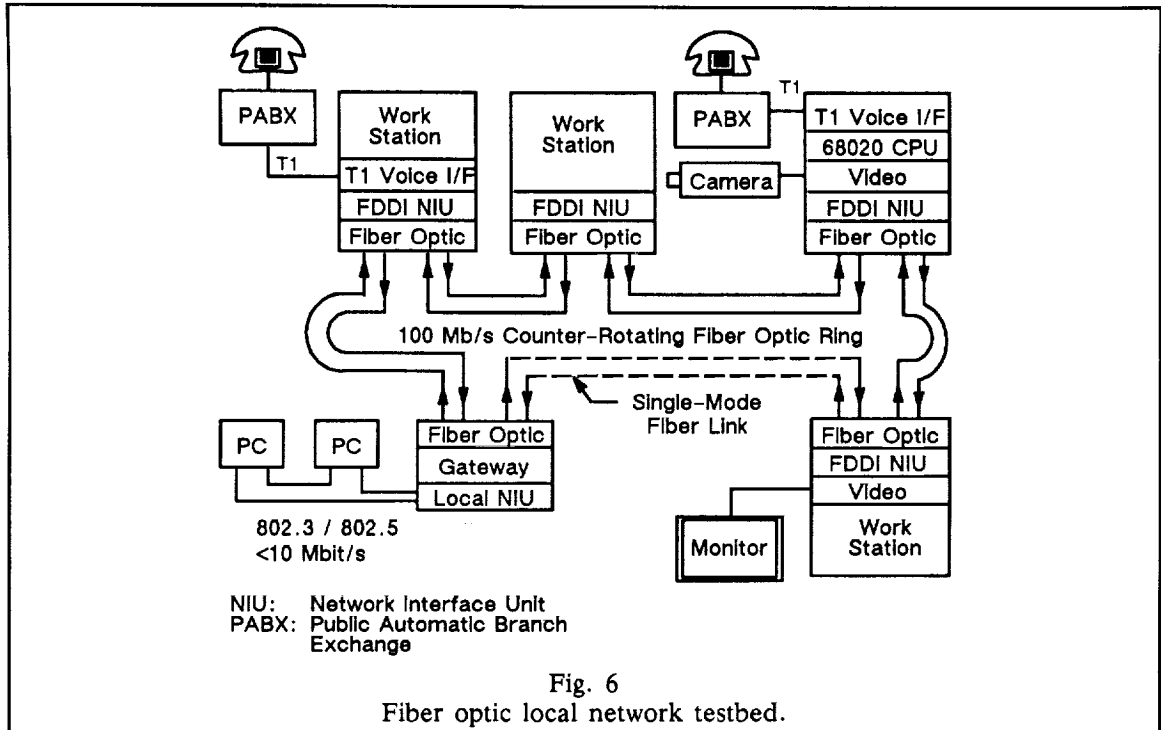 PABX
T1
Work
Station
T1 Voice I/F
FDDI NIU
Fiber Optic
Work
Station
FDDI NIU
Fiber Optic
PABX
T1
Camera
T1 Voice I/F
68020 CPU
Video
FDDI NIU
Fiber Optic
100 Mb/s Counter-Rotating Fiber Optic Ring
Single-Mode
Fiber Link
PC
PC
Fiber Optic
Gateway
Local NIU
802.3 / 802.5
<10 Mbit/s
Monitor
Fiber Optic
FDDI NIU
Video
Work
Station
NIU: Network Interface Unit
PABX: Public Automatic Branch
Exchange
Fig. 6
Fiber optic local network testbed.